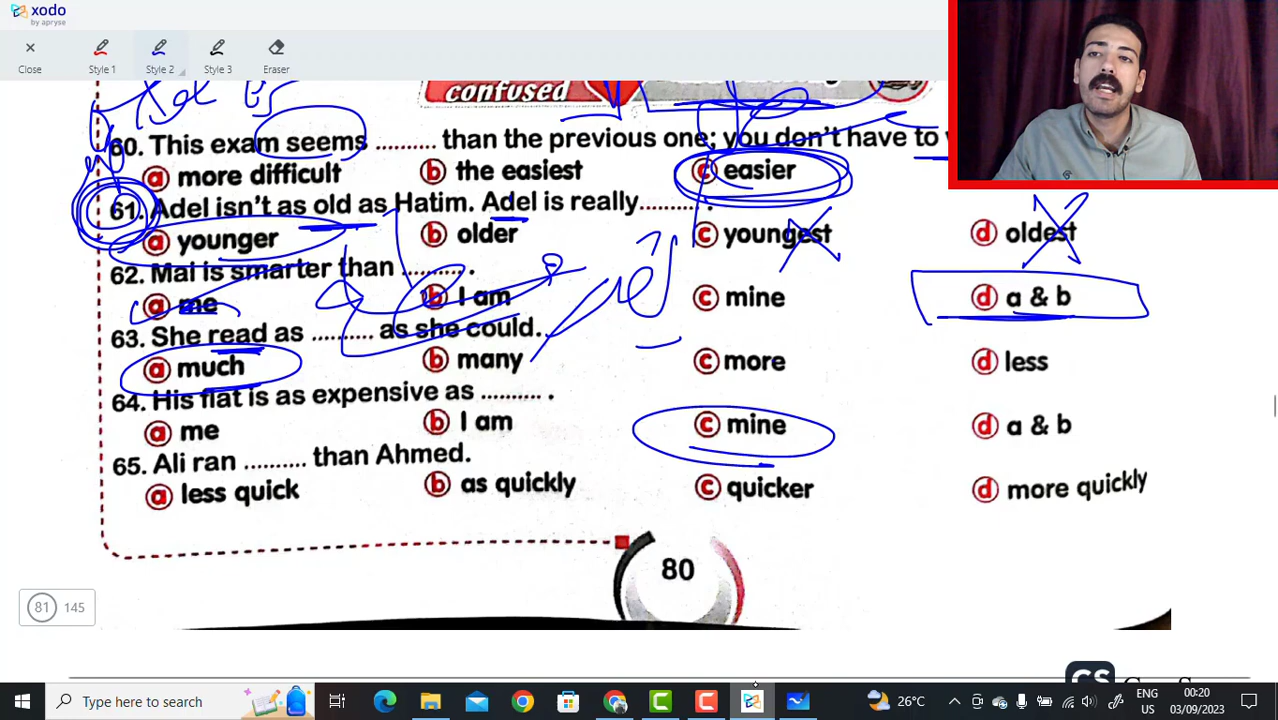 xodo
by apryse
Close
Style 1
Style 2
Style 3
Eraser
confused
60. This exam seems .......... than the previous one; you don't have to
a more difficult b the easiest c easier
61. Adel isn't as old as Hatim. Adel is really.......... .
a younger b older c youngest d oldest
62. Mai is smarter than .......... .
a me b I am c mine d a & b
63. She read as .......... as she could.
a much b many c more d less
64. His flat is as expensive as .......... .
a me b I am c mine d a & b
65. Ali ran .......... than Ahmed.
a less quick b as quickly c quicker d more quickly
80
81 145
CS
Type here to search
26°C
ENG
US
00:20
03/09/2023